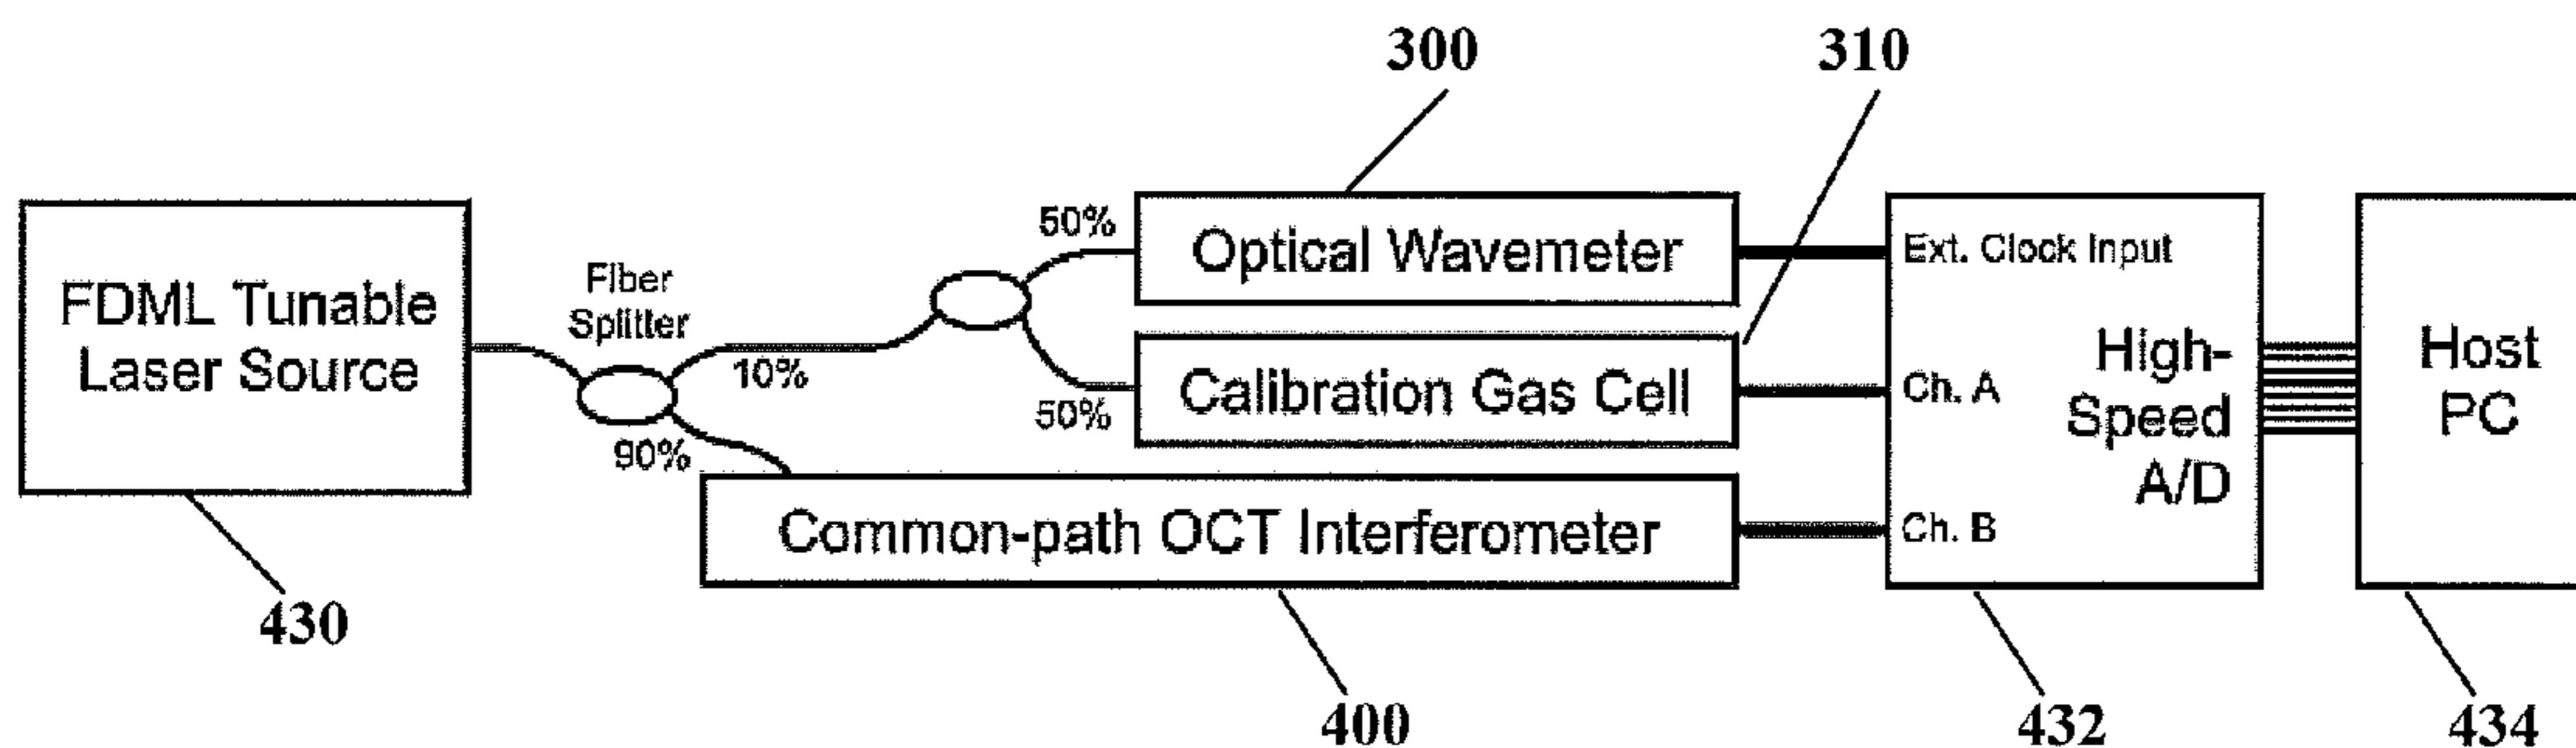 300
310
FDML Tunable
Laser Source
Fiber
Splitter
10%
90%
50%
50%
Optical Wavemeter
Calibration Gas Cell
Common-path OCT Interferometer
Ext. Clock Input
Ch. A
Ch. B
High-
Speed
A/D
Host
PC
430
400
432
434